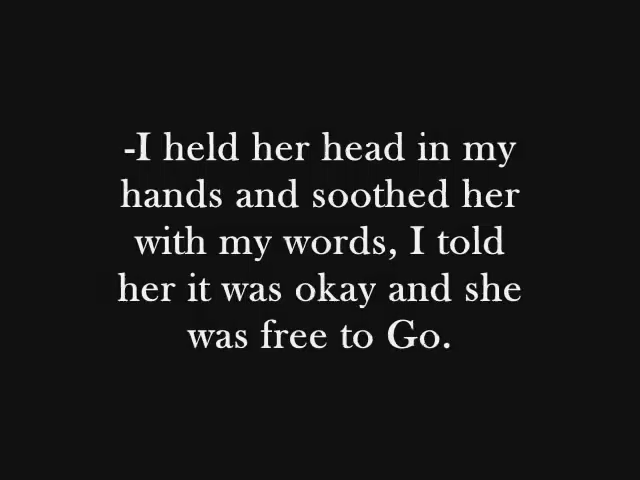 -I held her head in my
hands and soothed her
with my words, I told
her it was okay and she
was free to Go.